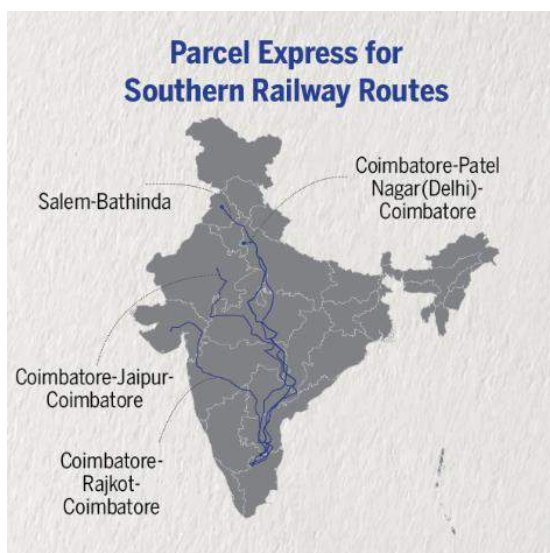 Parcel Express for
Southern Railway Routes
Coimbatore-Patel
Nagar(Delhi)-
Coimbatore
Salem-Bathinda
Coimbatore-Jaipur-
Coimbatore
Coimbatore-
Rajkot-
Coimbatore